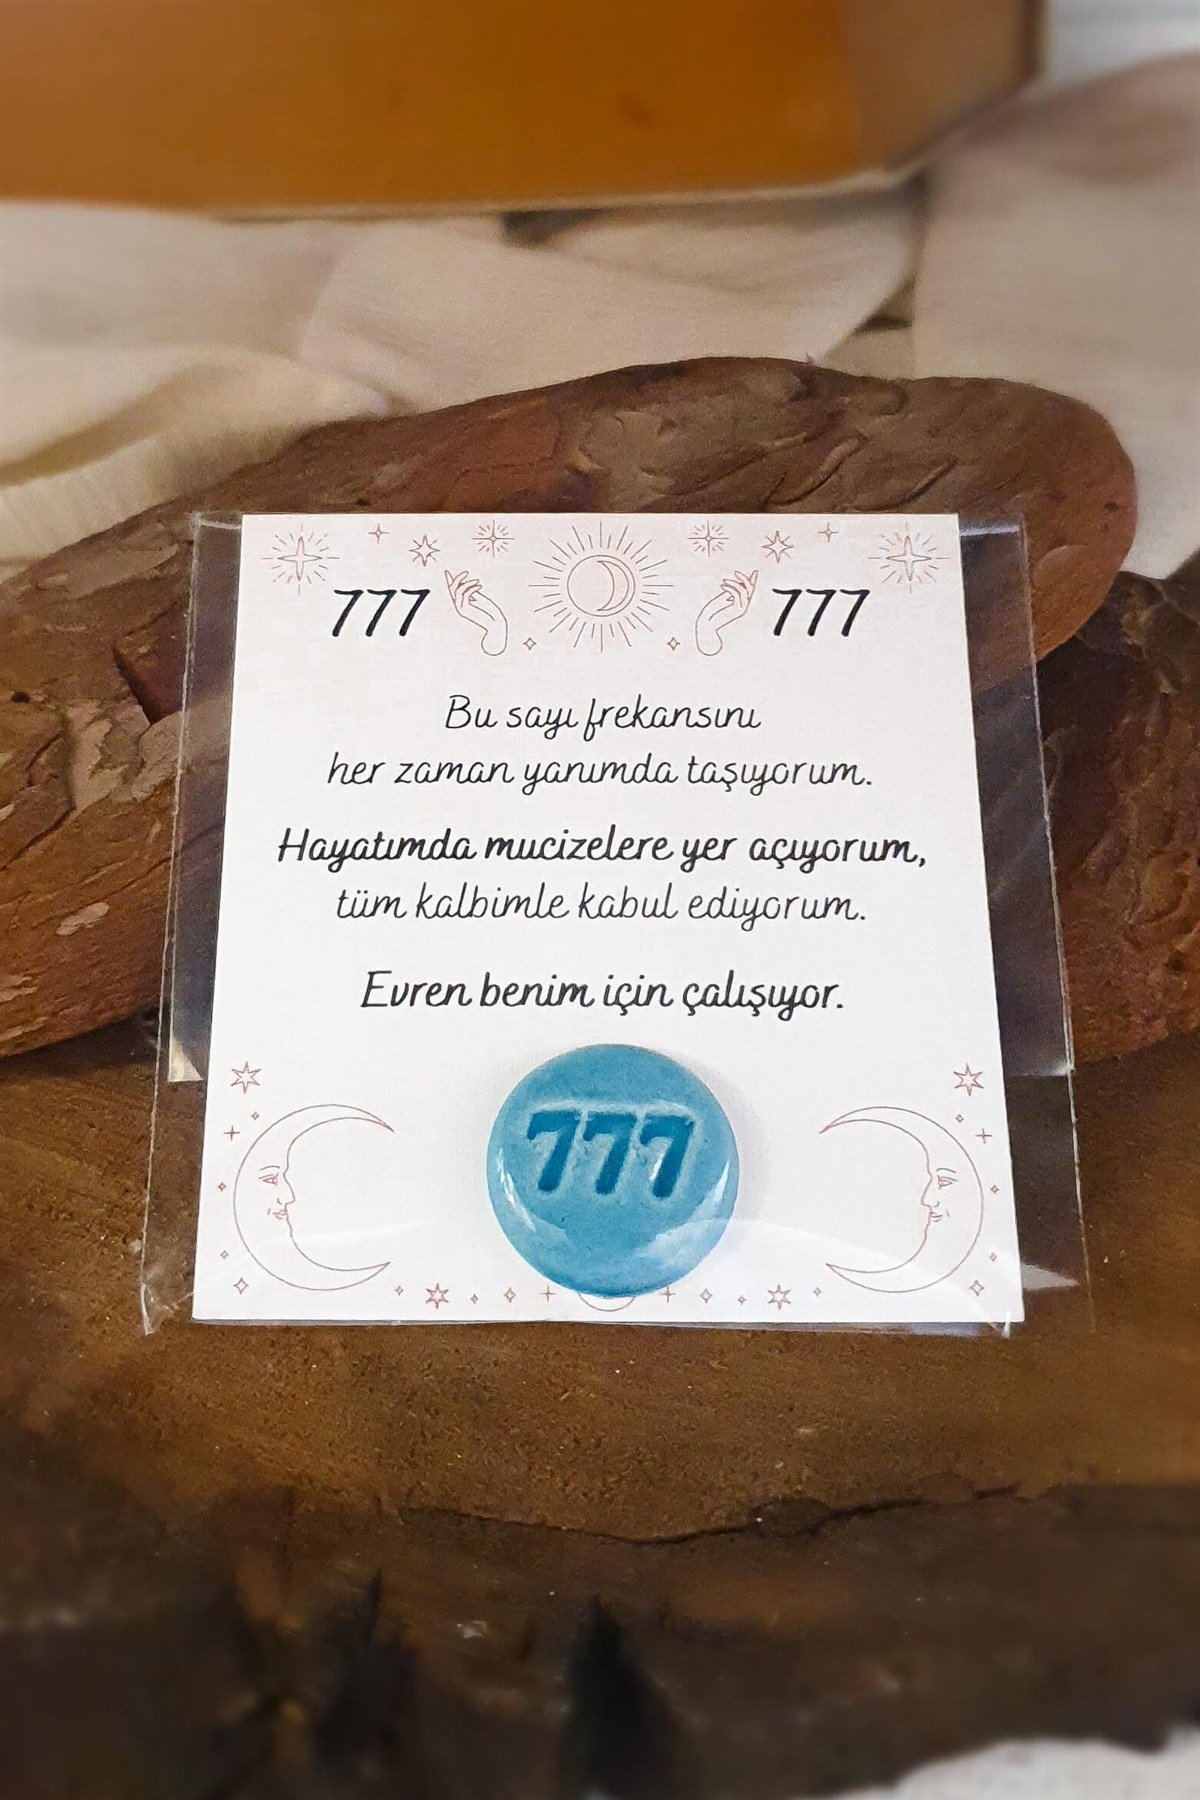 777 777
Bu sayı frekansını
her zaman yanımda taşıyorum.
Hayatımda mucizelere yer açıyorum,
tüm kalbimle kabul ediyorum.
Evren benim için çalışıyor.
777